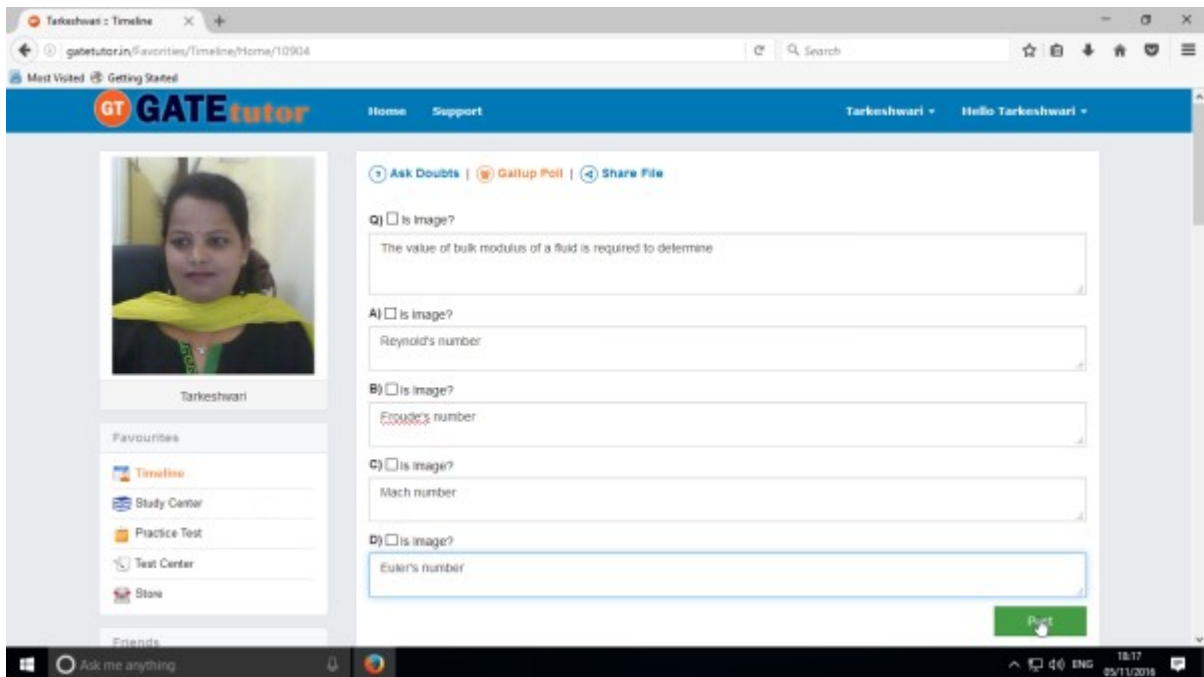 Tarkeshwari :: Timeline
gatetutor.in/Favorities/Timeline/Home/10904
Search
Most Visited Getting Started
GT GATEtutor Home Support Tarkeshwari Hello Tarkeshwari
? Ask Doubts | Gallup Poll | Share File
Q) Is Image?
The value of bulk modulus of a fluid is required to determine
A) Is Image?
Reynold's number
B) Is Image?
Froude's number
C) Is Image?
Mach number
D) Is Image?
Euler's number
Post
Tarkeshwari
Favourites
Timeline
Study Center
Practice Test
Test Center
Store
Friends
Ask me anything
ENG 18:17
05/11/2016